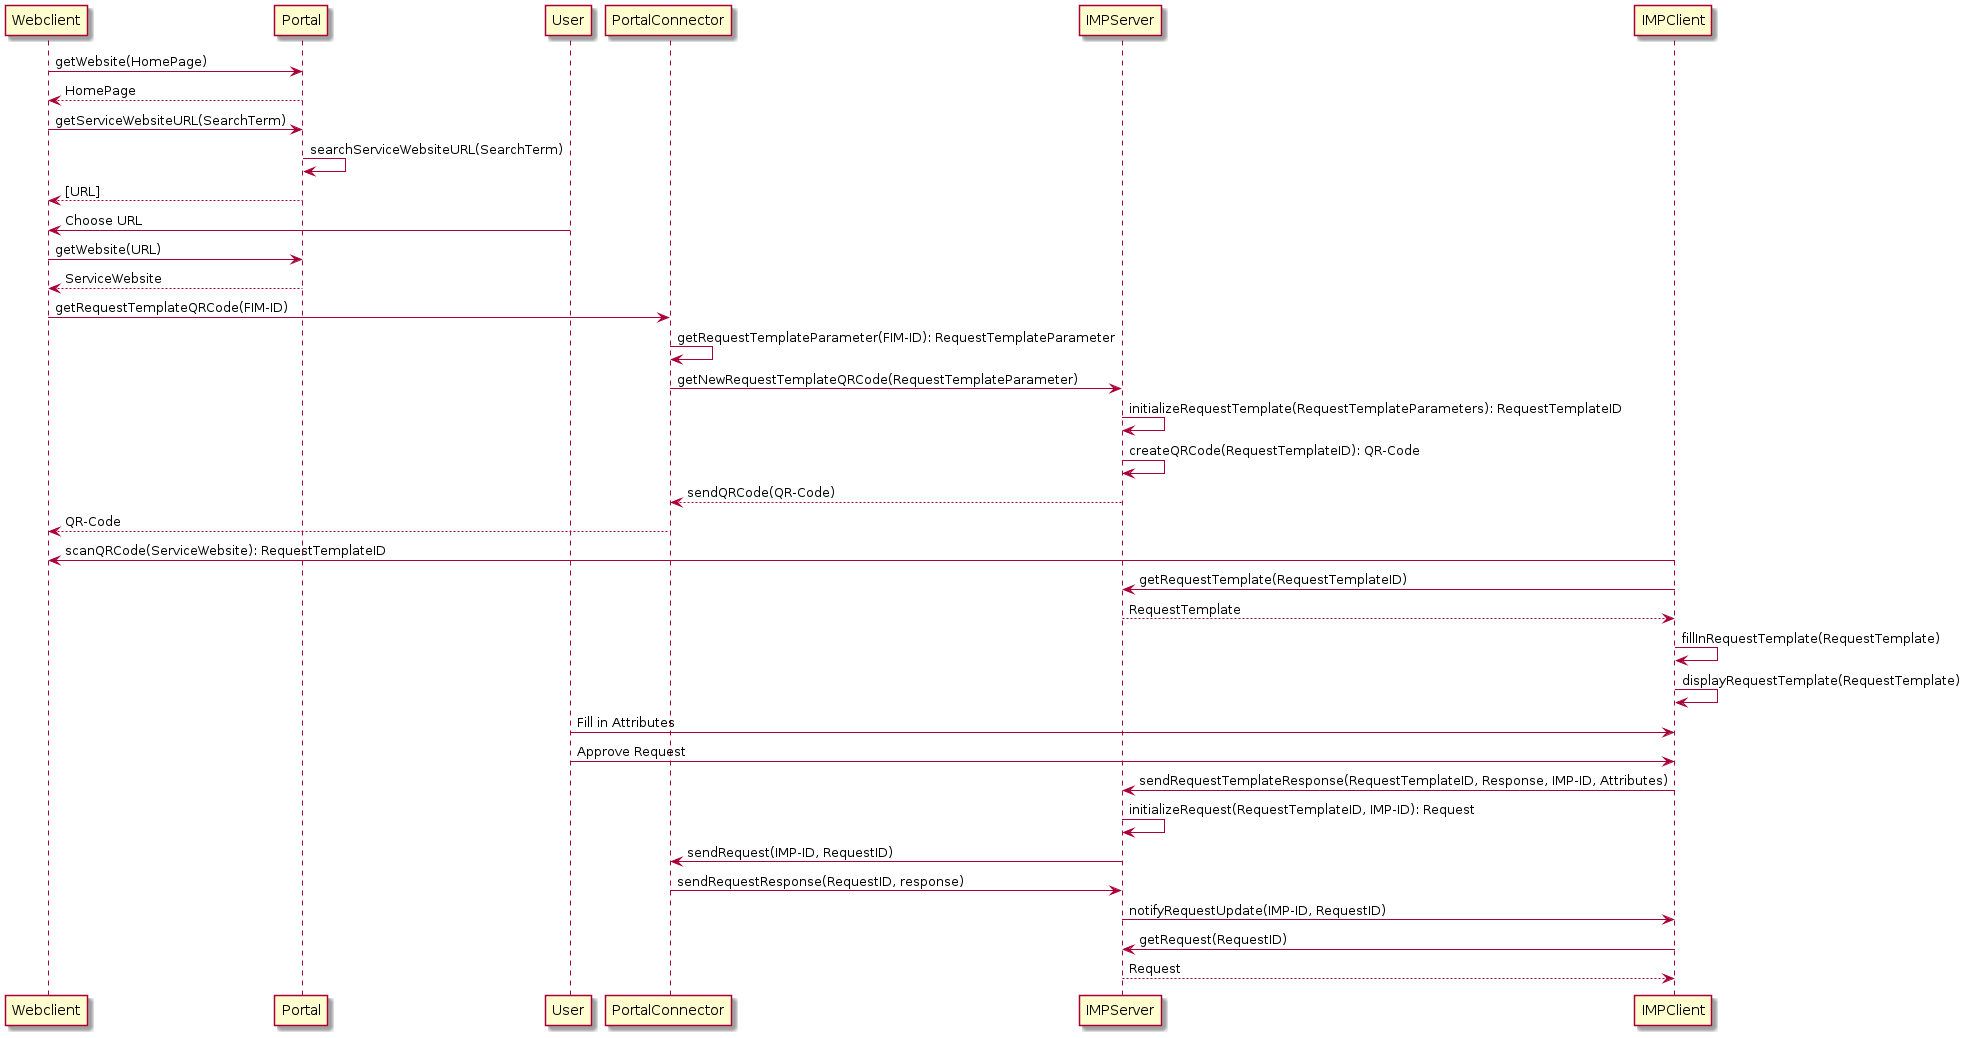 Webclient
Portal
User
PortalConnector
IMPServer
IMPClient
getWebsite(HomePage)
HomePage
getServiceWebsiteURL(SearchTerm)
searchServiceWebsiteURL(SearchTerm)
[URL]
Choose URL
getWebsite(URL)
ServiceWebsite
getRequestTemplateQRCode(FIM-ID)
getRequestTemplateParameter(FIM-ID): RequestTemplateParameter
getNewRequestTemplateQRCode(RequestTemplateParameter)
initializeRequestTemplate(RequestTemplateParameters): RequestTemplateID
createQRCode(RequestTemplateID): QR-Code
sendQRCode(QR-Code)
QR-Code
scanQRCode(ServiceWebsite): RequestTemplateID
getRequestTemplate(RequestTemplateID)
RequestTemplate
fillInRequestTemplate(RequestTemplate)
displayRequestTemplate(RequestTemplate)
Fill in Attributes
Approve Request
sendRequestTemplateResponse(RequestTemplateID, Response, IMP-ID, Attributes)
initializeRequest(RequestTemplateID, IMP-ID): Request
sendRequest(IMP-ID, RequestID)
sendRequestResponse(RequestID, response)
notifyRequestUpdate(IMP-ID, RequestID)
getRequest(RequestID)
Request
Webclient
Portal
User
PortalConnector
IMPServer
IMPClient